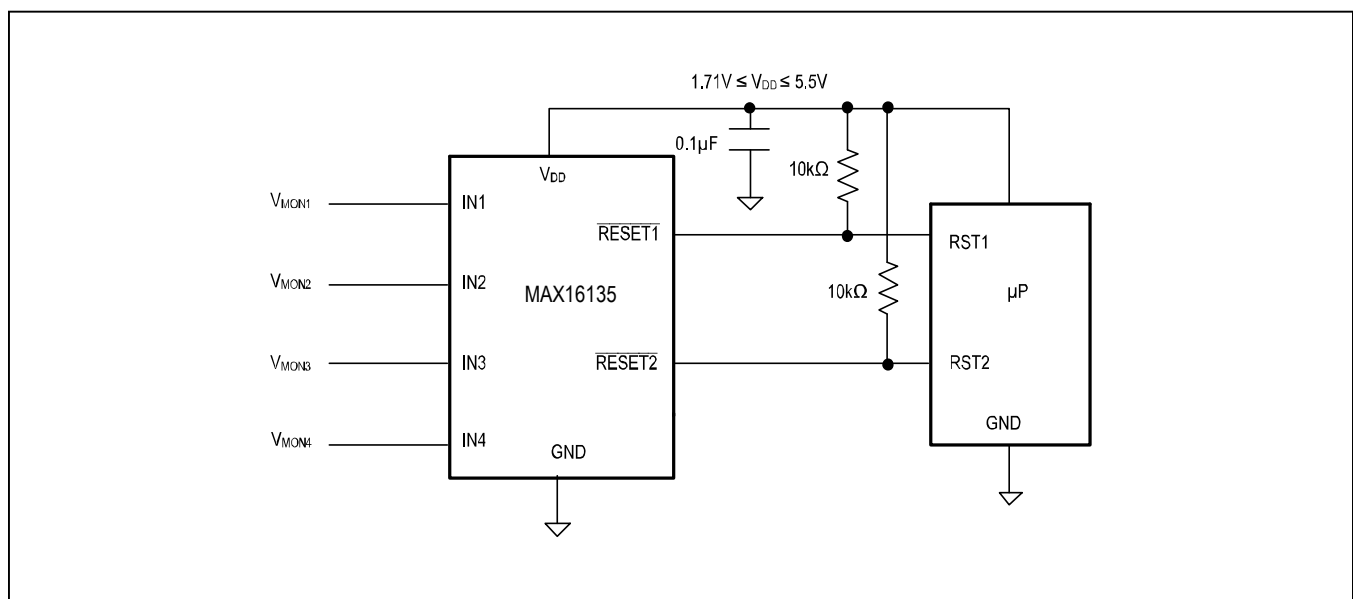 1.71V ≤ VDD ≤ 5.5V
0.1µF
10kΩ
VDD
VMON1
IN1
RESET1
RST1
VMON2
IN2
MAX16135
10kΩ
µP
VMON3
IN3
RESET2
RST2
GND
VMON4
IN4
GND